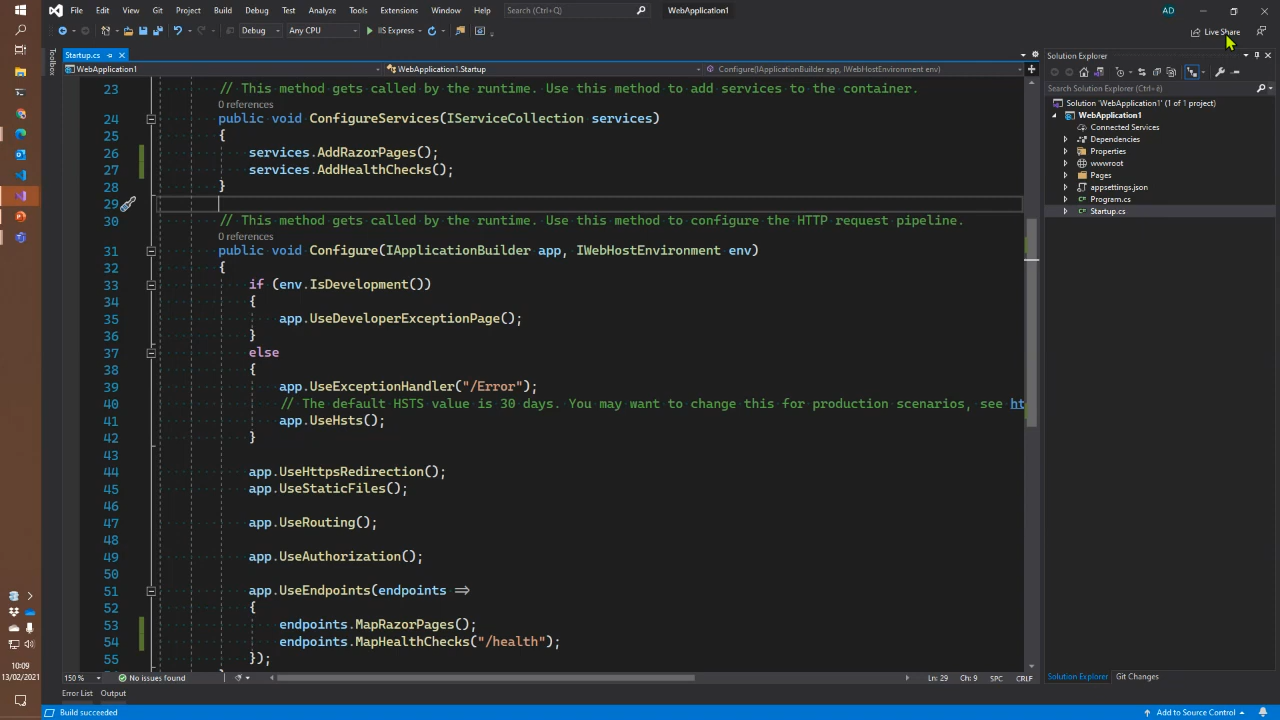 File Edit View Git Project Build Debug Test Analyze Tools Extensions Window Help Search (Ctrl+Q) WebApplication1 AD
Debug Any CPU IIS Express Live Share
Startup.cs
WebApplication1 WebApplication1.Startup Configure(IApplicationBuilder app, IWebHostEnvironment env)
Toolbox
23 // This method gets called by the runtime. Use this method to add services to the container.
0 references
24 public void ConfigureServices(IServiceCollection services)
25 {
26 services.AddRazorPages();
27 services.AddHealthChecks();
28 }
29
30 // This method gets called by the runtime. Use this method to configure the HTTP request pipeline.
0 references
31 public void Configure(IApplicationBuilder app, IWebHostEnvironment env)
32 {
33 if (env.IsDevelopment())
34 {
35 app.UseDeveloperExceptionPage();
36 }
37 else
38 {
39 app.UseExceptionHandler("/Error");
40 // The default HSTS value is 30 days. You may want to change this for production scenarios, see ht
41 app.UseHsts();
42 }
43
44 app.UseHttpsRedirection();
45 app.UseStaticFiles();
46
47 app.UseRouting();
48
49 app.UseAuthorization();
50
51 app.UseEndpoints(endpoints =>
52 {
53 endpoints.MapRazorPages();
54 endpoints.MapHealthChecks("/health");
55 });
150 % No issues found Ln: 29 Ch: 9 SPC CRLF
Error List Output
Build succeeded
Solution Explorer
Search Solution Explorer (Ctrl+è)
Solution 'WebApplication1' (1 of 1 project)
WebApplication1
Connected Services
Dependencies
Properties
wwwroot
Pages
appsettings.json
Program.cs
Startup.cs
Solution Explorer Git Changes
Add to Source Control
10:09
13/02/2021